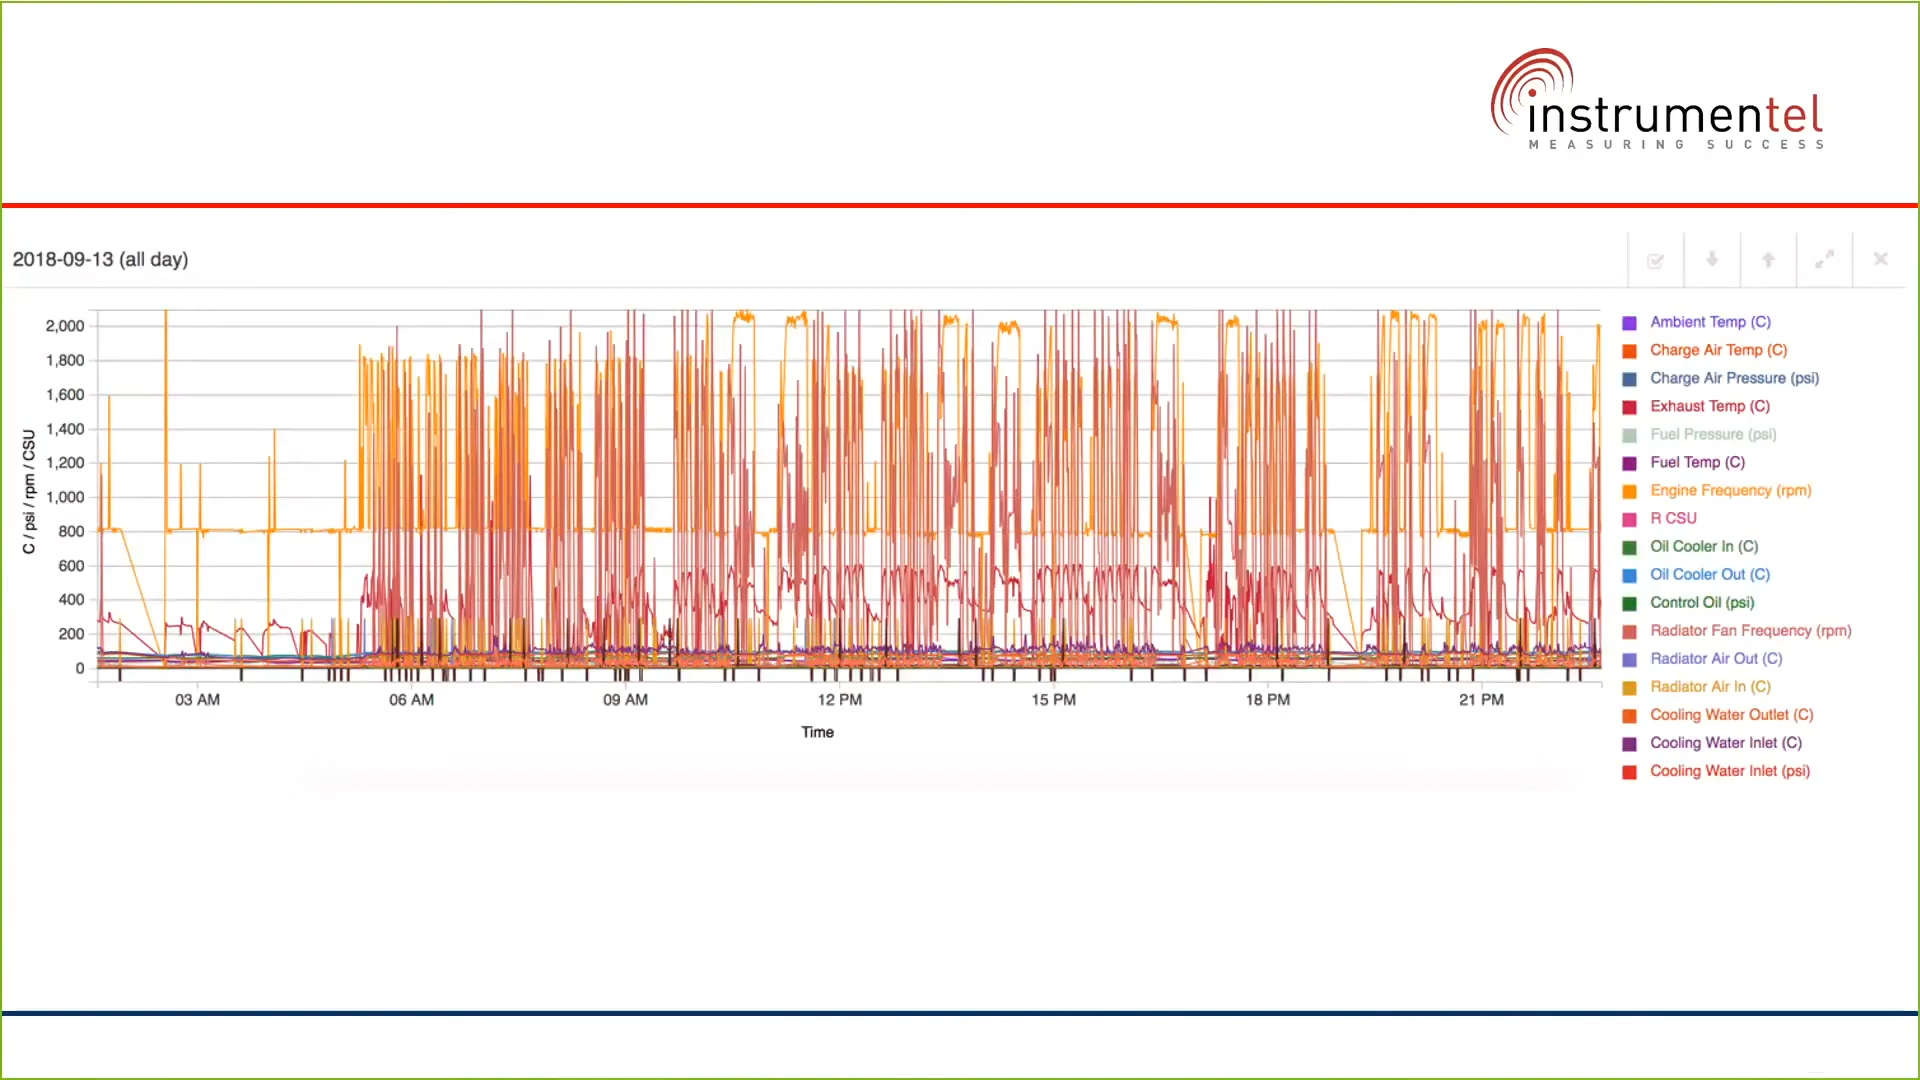 instrumentel
MEASURING SUCCESS
2018-09-13 (all day)
C / psi / rpm / CSU
2,000
1,800
1,600
1,400
1,200
1,000
800
600
400
200
0
03 AM
06 AM
09 AM
12 PM
15 PM
18 PM
21 PM
Time
Ambient Temp (C)
Charge Air Temp (C)
Charge Air Pressure (psi)
Exhaust Temp (C)
Fuel Pressure (psi)
Fuel Temp (C)
Engine Frequency (rpm)
R CSU
Oil Cooler In (C)
Oil Cooler Out (C)
Control Oil (psi)
Radiator Fan Frequency (rpm)
Radiator Air Out (C)
Radiator Air In (C)
Cooling Water Outlet (C)
Cooling Water Inlet (C)
Cooling Water Inlet (psi)